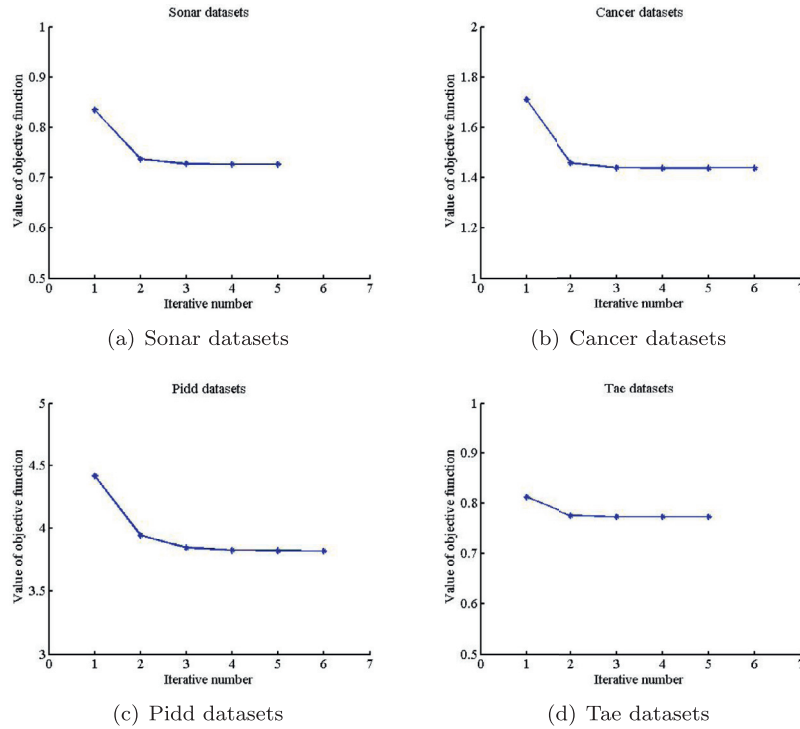 Sonar datasets
Value of objective function
1
0.9
0.8
0.7
0.6
0.5
0 1 2 3 4 5 6 7
Iterative number
(a) Sonar datasets
Cancer datasets
Value of objective function
2
1.8
1.6
1.4
1.2
1
0 1 2 3 4 5 6 7
Iterative number
(b) Cancer datasets
Pidd datasets
Value of objective function
5
4.5
4
3.5
3
0 1 2 3 4 5 6 7
Iterative number
(c) Pidd datasets
Tae datasets
Value of objective function
1
0.9
0.8
0.7
0.6
0.5
0 1 2 3 4 5 6 7
Iterative number
(d) Tae datasets